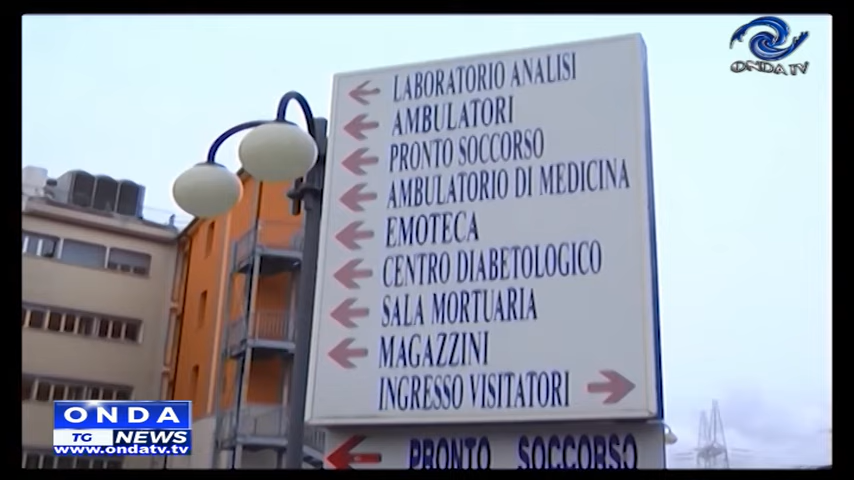 ONDA TV
LABORATORIO ANALISI
AMBULATORI
PRONTO SOCCORSO
AMBULATORIO DI MEDICINA
EMOTECA
CENTRO DIABETOLOGICO
SALA MORTUARIA
MAGAZZINI
INGRESSO VISITATORI
PRONTO SOCCORSO
ONDA
TG NEWS
www.ondatv.tv